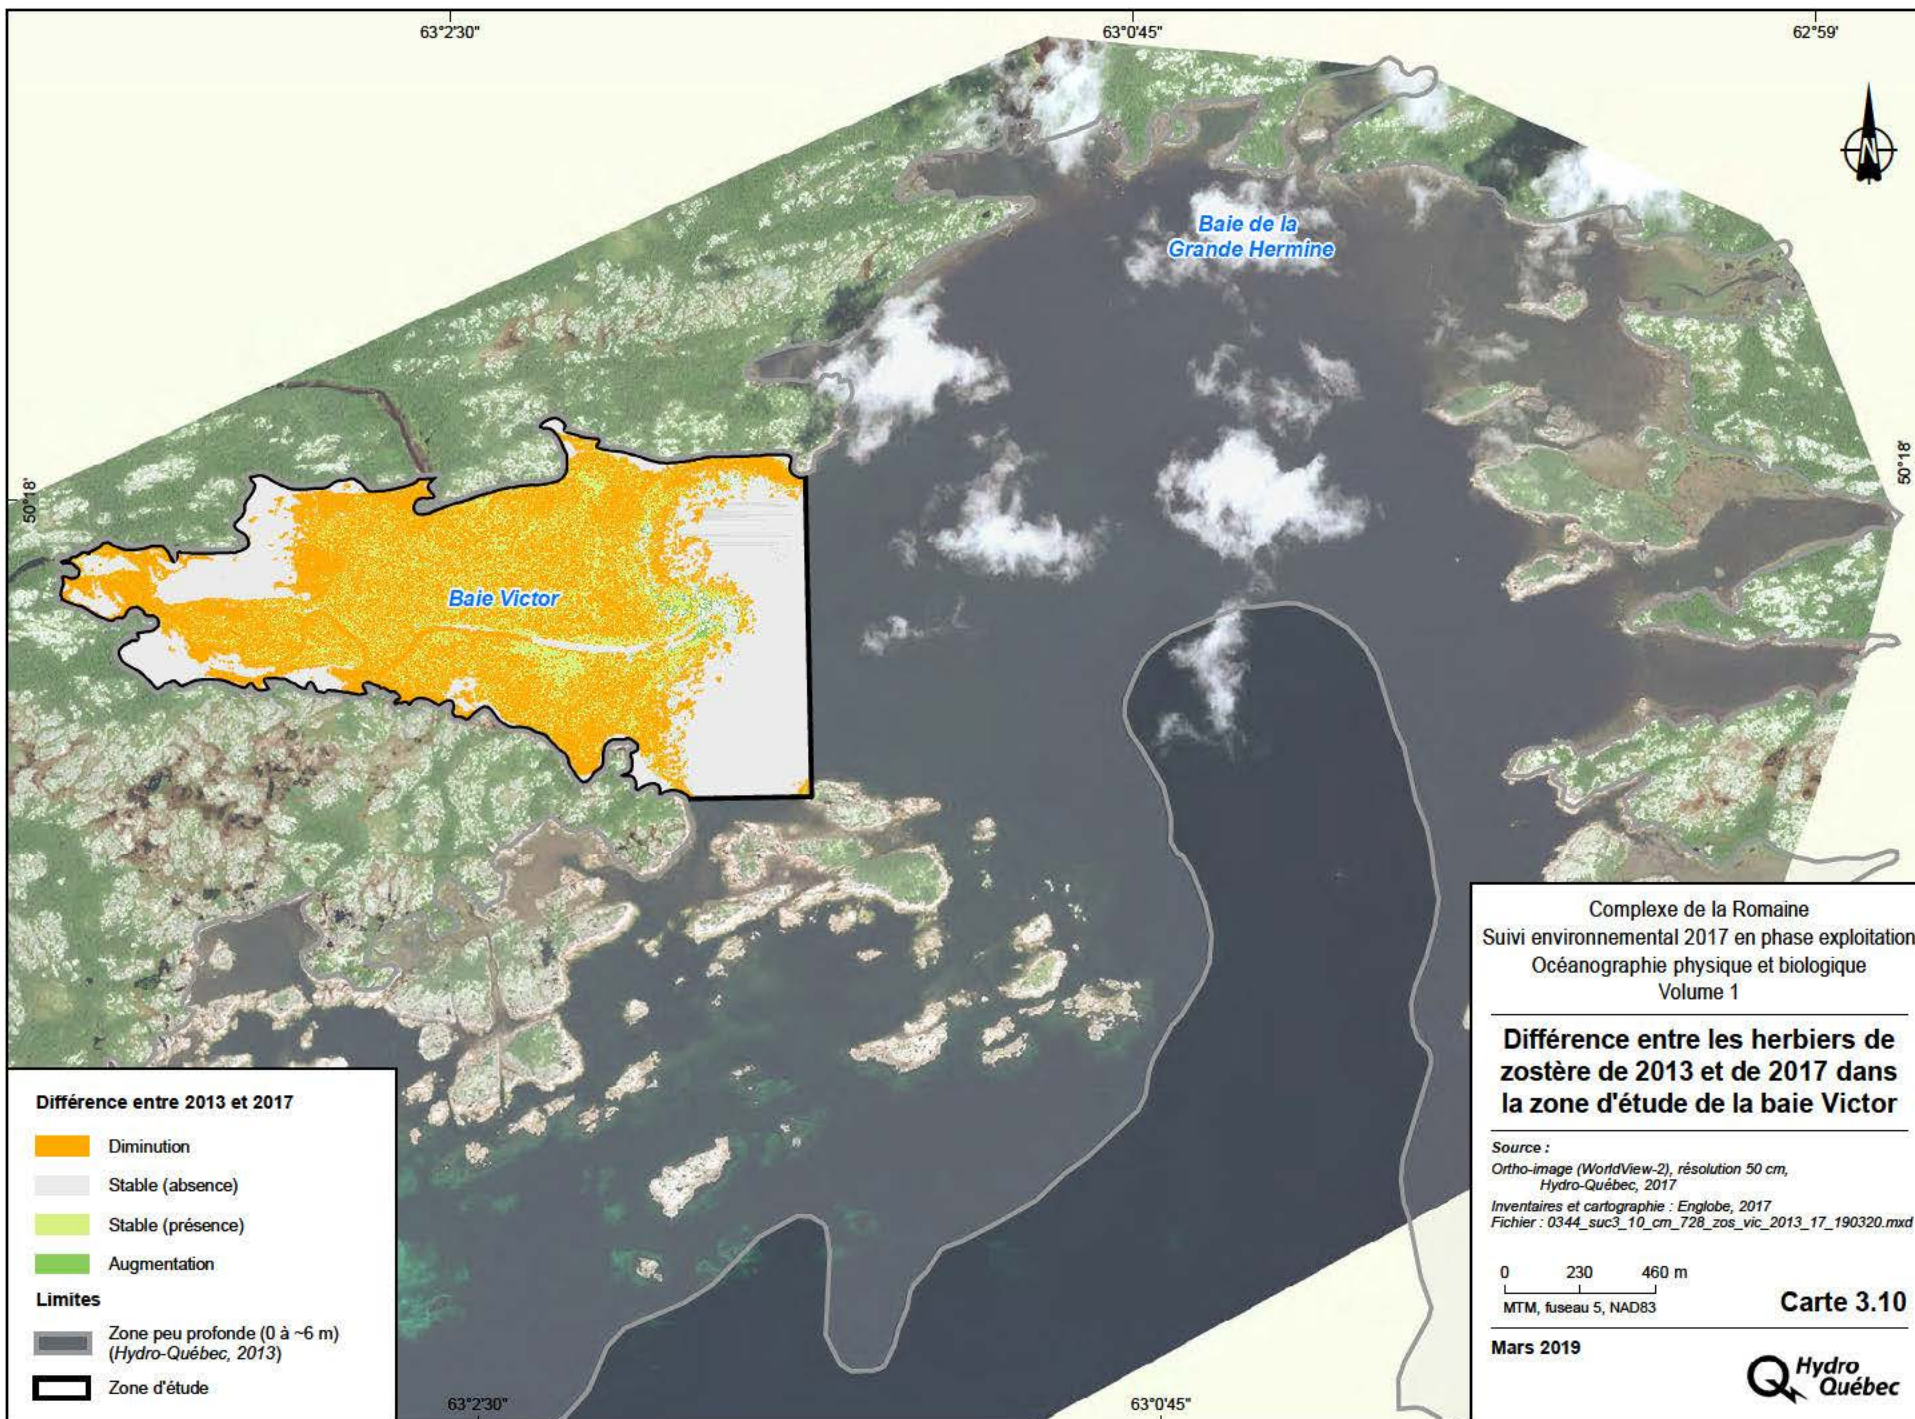 63°2'30"
63°0'45"
62°59'
N
Baie de la
Grande Hermine
50°18'
50°18'
Baie Victor
Différence entre 2013 et 2017
Diminution
Stable (absence)
Stable (présence)
Augmentation
Limites
Zone peu profonde (0 à ~6 m)
(Hydro-Québec, 2013)
Zone d'étude
63°2'30"
63°0'45"
Complexe de la Romaine
Suivi environnemental 2017 en phase exploitation
Océanographie physique et biologique
Volume 1
Différence entre les herbiers de
zostère de 2013 et de 2017 dans
la zone d'étude de la baie Victor
Source :
Ortho-image (WorldView-2), résolution 50 cm,
Hydro-Québec, 2017
Inventaires et cartographie : Englobe, 2017
Fichier : 0344_suc3_10_cm_728_zos_vic_2013_17_190320.mxd
0 230 460 m
MTM, fuseau 5, NAD83
Carte 3.10
Mars 2019
Hydro
Québec